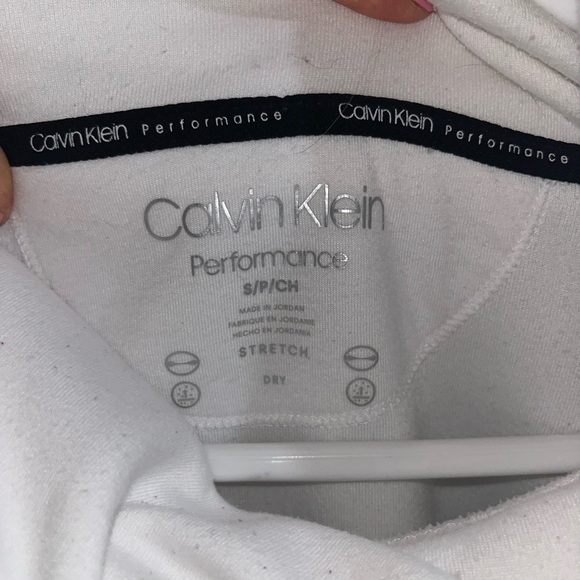 Calvin Klein Performance Calvin Klein Performance
Calvin Klein
Performance
S/P/CH
MADE IN JORDAN
FABRIQUÉ EN JORDANIE
HECHO EN JORDANIA
STRETCH
DRY